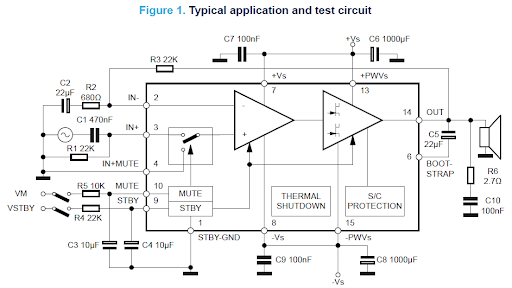 Figure 1. Typical application and test circuit
C7 100nF
+Vs
C6 1000µF
R3 22K
+Vs
+PWVs
C2
22µF
R2
680Ω
IN-
2
7
13
C1 470nF
IN+
3
-
+
14
OUT
R1 22K
C5
22µF
IN+MUTE
4
6
BOOT-
STRAP
R6
2.7Ω
VM
R5 10K
MUTE
10
MUTE
VSTBY
R4 22K
STBY
9
STBY
THERMAL
SHUTDOWN
S/C
PROTECTION
C10
100nF
1
8
15
C3 10µF
C4 10µF
STBY-GND
-Vs
-PWVs
C9 100nF
C8 1000µF
-Vs